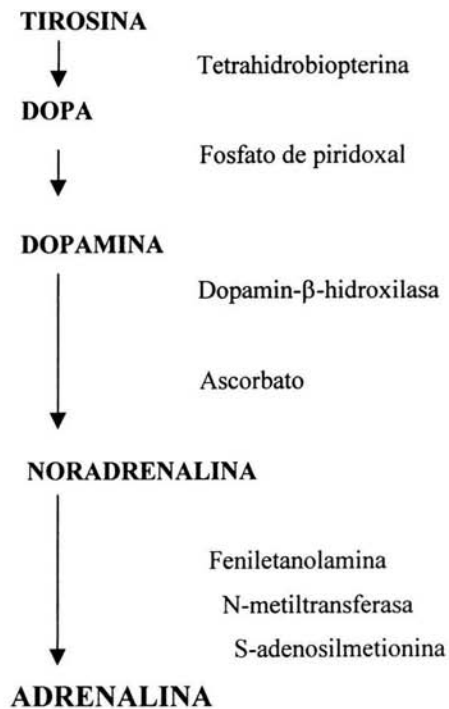 TIROSINA
Tetrahidrobiopterina
DOPA
Fosfato de piridoxal
DOPAMINA
Dopamin-β-hidroxilasa
Ascorbato
NORADRENALINA
Feniletanolamina
N-metiltransferasa
S-adenosilmetionina
ADRENALINA